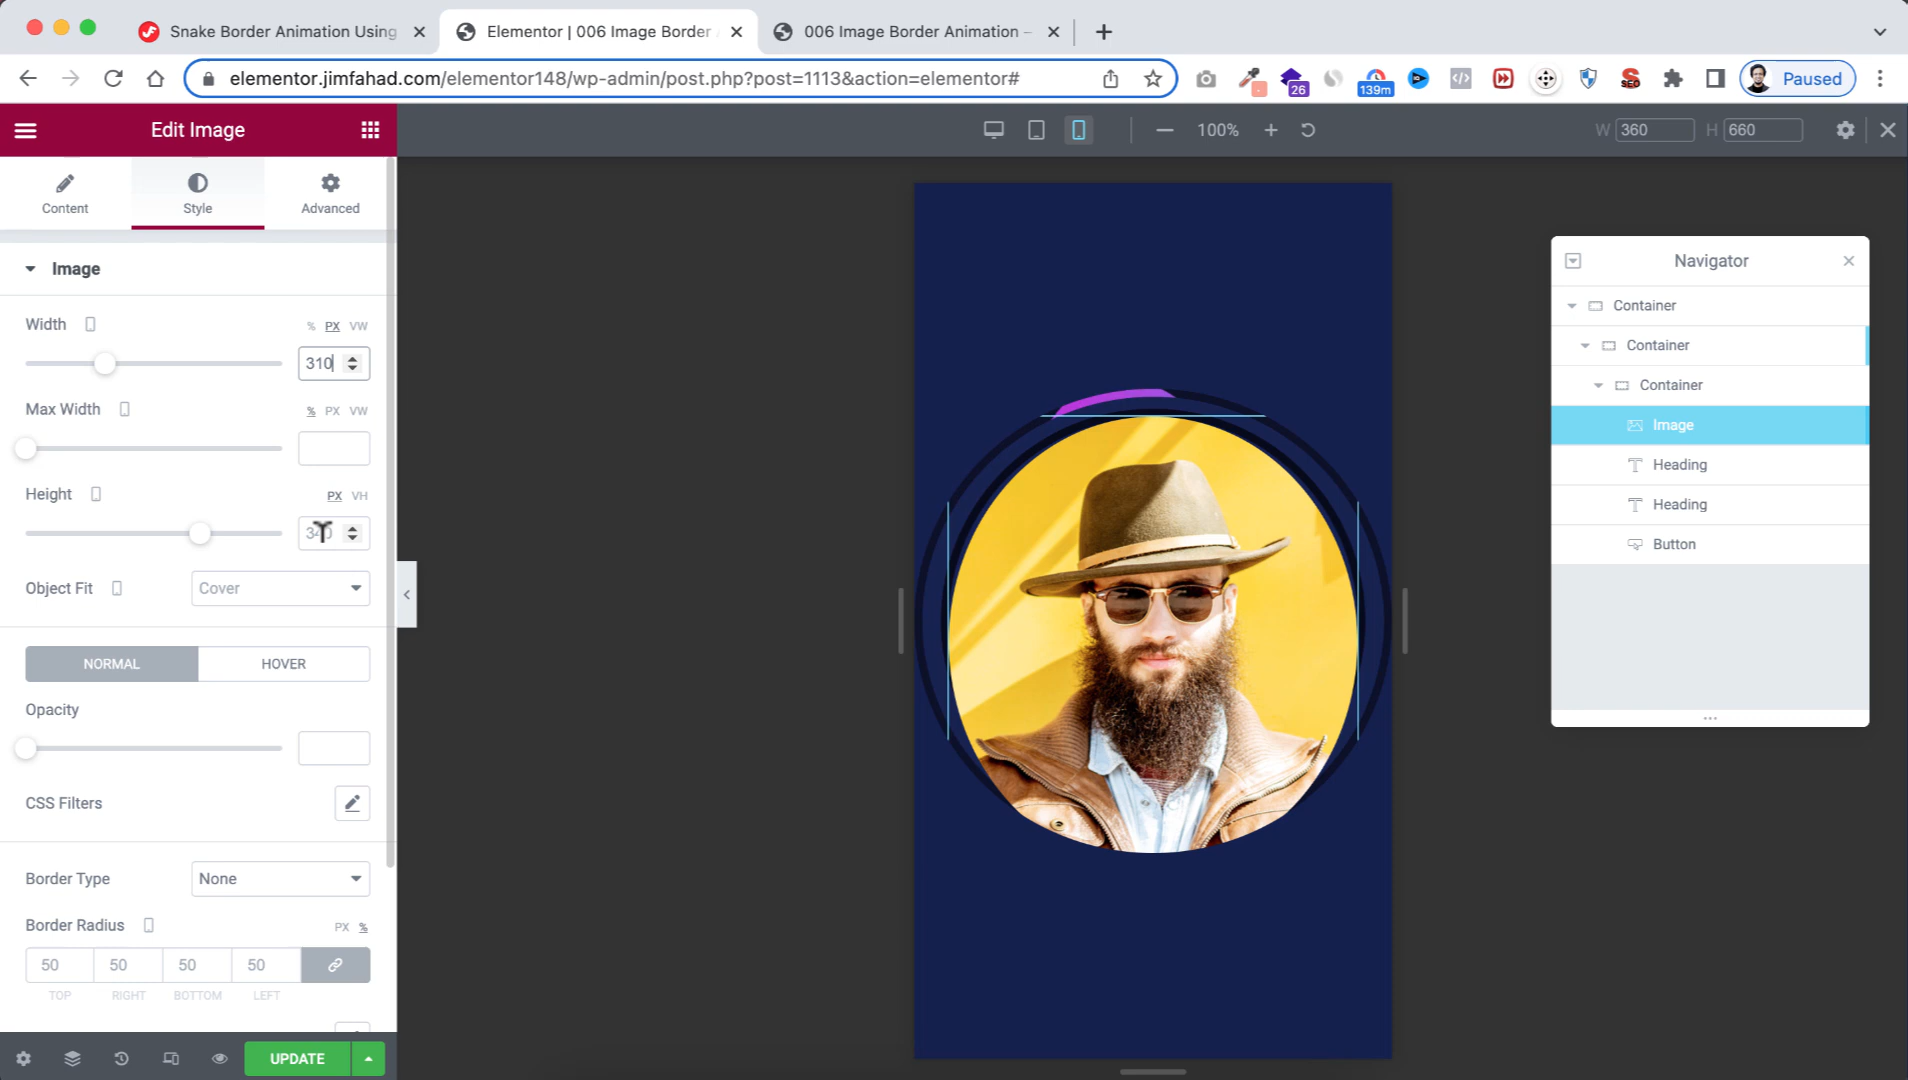 Snake Border Animation Using
Elementor | 006 Image Border
006 Image Border Animation –
elementor.jimfahad.com/elementor148/wp-admin/post.php?post=1113&action=elementor#
26
139m
SEO
Paused
Edit Image
100%
W 360
H 660
Content
Style
Advanced
Image
Width
% PX VW
310
Max Width
% PX VW
Height
PX VH
Object Fit
Cover
NORMAL
HOVER
Opacity
CSS Filters
Border Type
None
Border Radius
PX %
50 50 50 50
TOP RIGHT BOTTOM LEFT
UPDATE
Navigator
Container
Container
Container
Image
Heading
Heading
Button